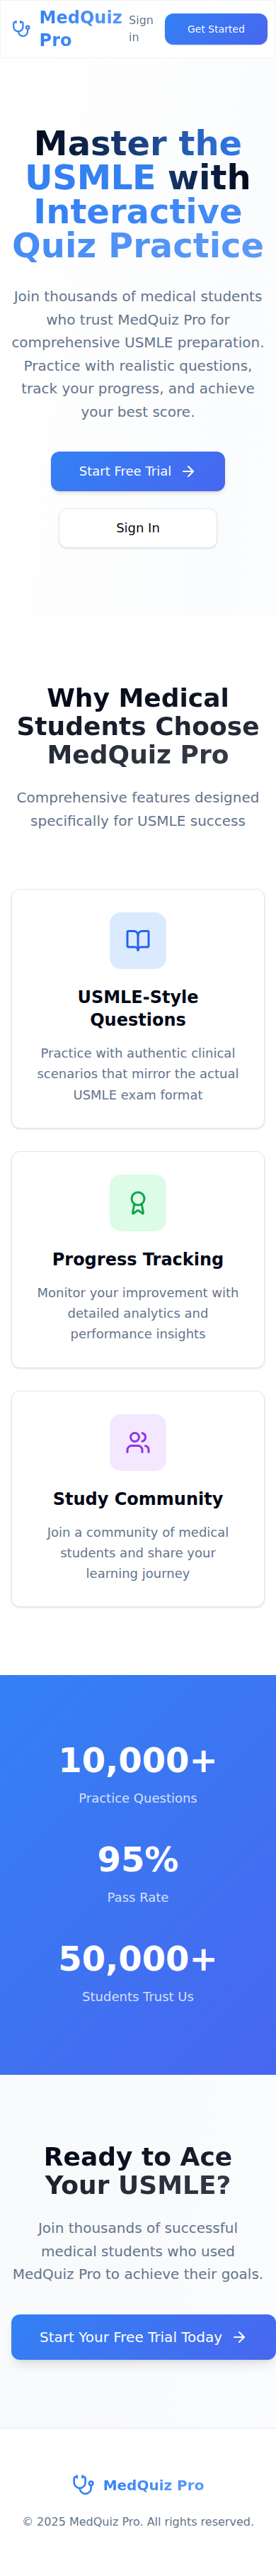 MedQuiz
Pro
Sign
in
Get Started
Master the
USMLE with
Interactive
Quiz Practice
Join thousands of medical students
who trust MedQuiz Pro for
comprehensive USMLE preparation.
Practice with realistic questions,
track your progress, and achieve
your best score.
Start Free Trial
Sign In
Why Medical
Students Choose
MedQuiz Pro
Comprehensive features designed
specifically for USMLE success
USMLE-Style
Questions
Practice with authentic clinical
scenarios that mirror the actual
USMLE exam format
Progress Tracking
Monitor your improvement with
detailed analytics and
performance insights
Study Community
Join a community of medical
students and share your
learning journey
10,000+
Practice Questions
95%
Pass Rate
50,000+
Students Trust Us
Ready to Ace
Your USMLE?
Join thousands of successful
medical students who used
MedQuiz Pro to achieve their goals.
Start Your Free Trial Today
MedQuiz Pro
© 2025 MedQuiz Pro. All rights reserved.